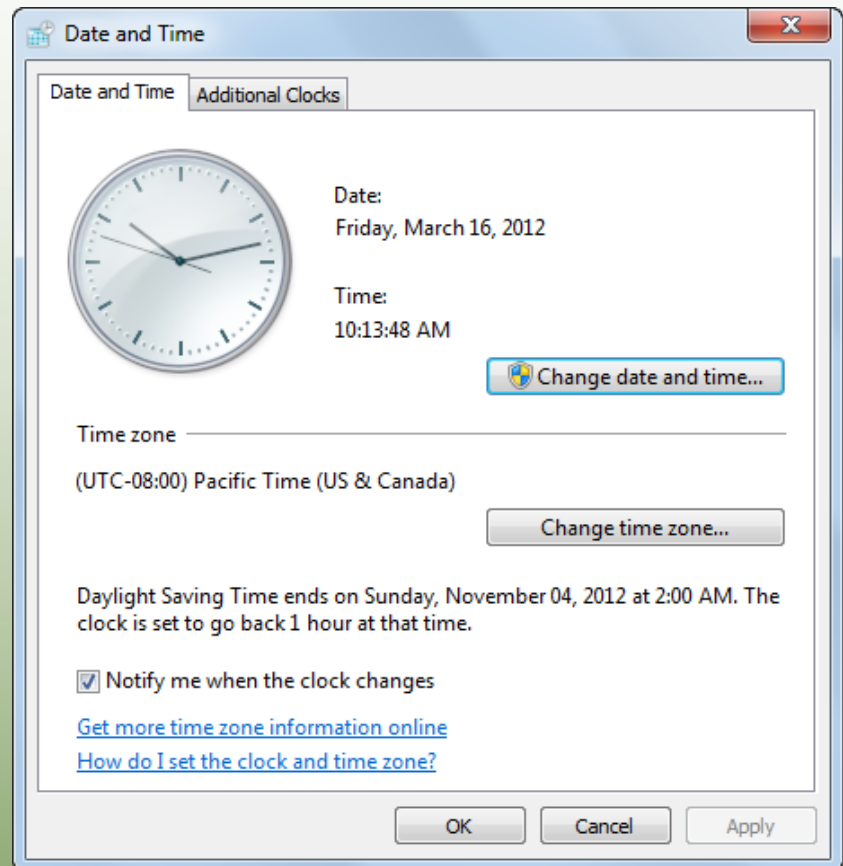 Date and Time
Date and Time
Additional Clocks
Date:
Friday, March 16, 2012
Time:
10:13:48 AM
Change date and time...
Time zone
(UTC-08:00) Pacific Time (US & Canada)
Change time zone...
Daylight Saving Time ends on Sunday, November 04, 2012 at 2:00 AM. The
clock is set to go back 1 hour at that time.
Notify me when the clock changes
Get more time zone information online
How do I set the clock and time zone?
OK
Cancel
Apply